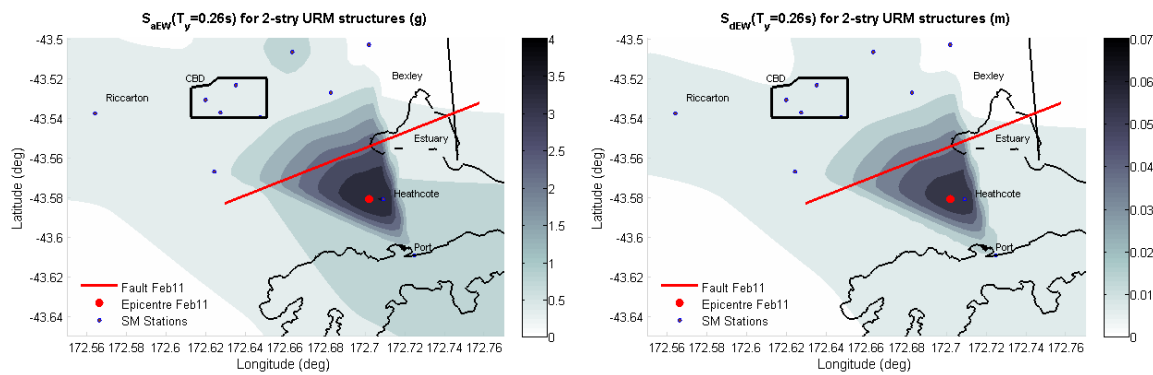 S_aEW(T_y=0.26s) for 2-stry URM structures (g)
-43.5
-43.52
-43.54
-43.56
-43.58
-43.6
-43.62
-43.64
Latitude (deg)
CBD
Bexley
Riccarton
Estuary
Heathcote
Port
Fault Feb11
Epicentre Feb11
SM Stations
172.56 172.58 172.6 172.62 172.64 172.66 172.68 172.7 172.72 172.74 172.76
Longitude (deg)
4
3.5
3
2.5
2
1.5
1
0.5
0
S_dEW(T_y=0.26s) for 2-stry URM structures (m)
-43.5
-43.52
-43.54
-43.56
-43.58
-43.6
-43.62
-43.64
Latitude (deg)
CBD
Bexley
Riccarton
Estuary
Heathcote
Port
Fault Feb11
Epicentre Feb11
SM Stations
172.56 172.58 172.6 172.62 172.64 172.66 172.68 172.7 172.72 172.74 172.76
Longitude (deg)
0.07
0.06
0.05
0.04
0.03
0.02
0.01
0